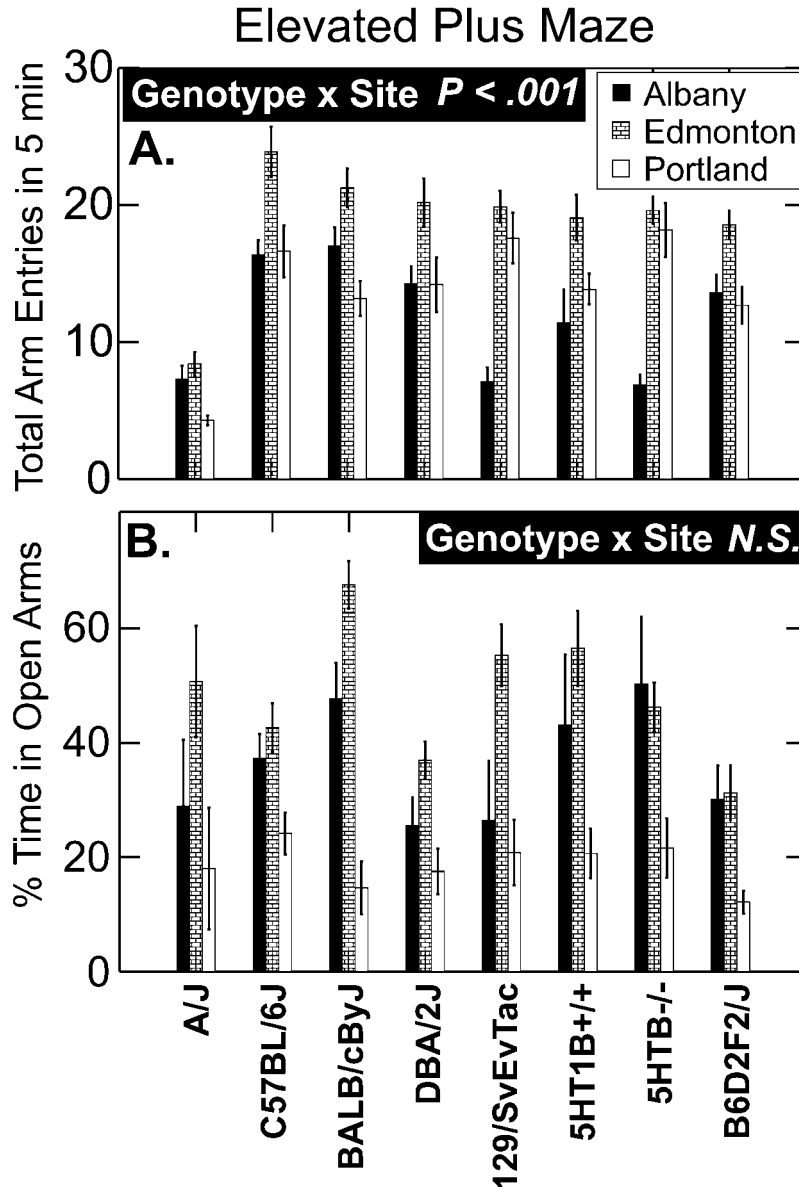 Elevated Plus Maze
Total Arm Entries in 5 min
30
20
10
0
Genotype x Site P < .001
A.
Albany
Edmonton
Portland
% Time in Open Arms
60
40
20
0
B.
Genotype x Site N.S.
A/J
C57BL/6J
BALB/cByJ
DBA/2J
129/SvEvTac
5HT1B+/+
5HTB-/-
B6D2F2/J